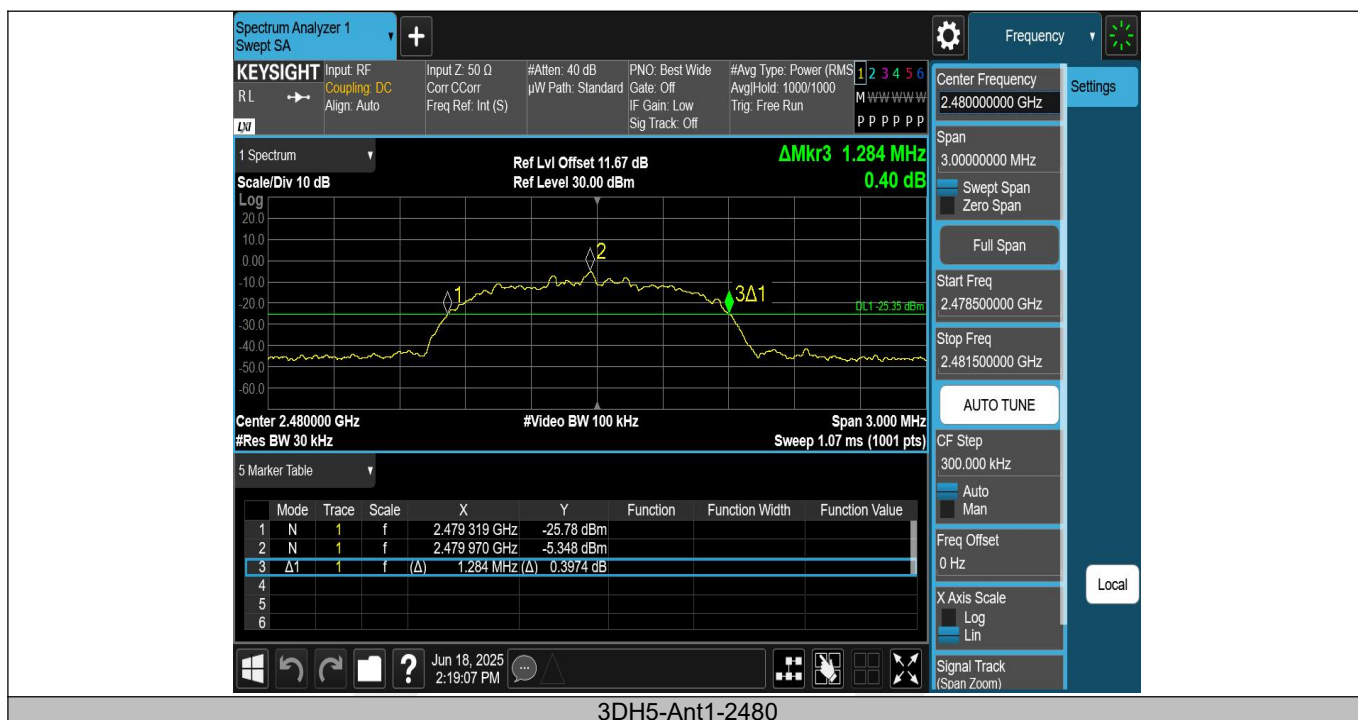 Spectrum Analyzer 1
Swept SA
+
Frequency
KEYSIGHT
RL
LXI
Input: RF
Coupling: DC
Align: Auto
Input Z: 50 Ω
Corr CCorr
Freq Ref: Int (S)
#Atten: 40 dB
µW Path: Standard
PNO: Best Wide
Gate: Off
IF Gain: Low
Sig Track: Off
#Avg Type: Power (RMS
Avg|Hold: 1000/1000
Trig: Free Run
1 2 3 4 5 6
M W W W W W
P P P P P P
1 Spectrum
Scale/Div 10 dB
Ref Lvl Offset 11.67 dB
Ref Level 30.00 dBm
ΔMkr3 1.284 MHz
0.40 dB
Log
20.0
10.0
0.00
-10.0
-20.0
-30.0
-40.0
-50.0
-60.0
1
2
3Δ1
DL1 -25.35 dBm
Center 2.480000 GHz
#Video BW 100 kHz
Span 3.000 MHz
#Res BW 30 kHz
Sweep 1.07 ms (1001 pts)
5 Marker Table
Mode Trace Scale X Y Function Function Width Function Value
1 N 1 f 2.479 319 GHz -25.78 dBm
2 N 1 f 2.479 970 GHz -5.348 dBm
3 Δ1 1 f (Δ) 1.284 MHz (Δ) 0.3974 dB
4
5
6
?
Jun 18, 2025
2:19:07 PM
Settings
Center Frequency
2.480000000 GHz
Span
3.00000000 MHz
Swept Span
Zero Span
Full Span
Start Freq
2.478500000 GHz
Stop Freq
2.481500000 GHz
AUTO TUNE
CF Step
300.000 kHz
Auto
Man
Freq Offset
0 Hz
X Axis Scale
Log
Lin
Signal Track
(Span Zoom)
Local
3DH5-Ant1-2480